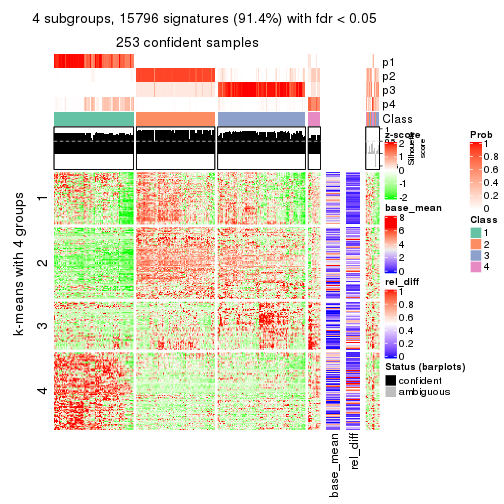 4 subgroups, 15796 signatures (91.4%) with fdr < 0.05
253 confident samples
p1
p2
p3
p4
Class
1
Silhouette score
k-means with 4 groups
1
2
3
4
base_mean
rel_diff
z-score
2
1
0
-1
-2
base_mean
8
6
4
2
0
rel_diff
1
0.8
0.6
0.4
0.2
0
Status (barplots)
confident
ambiguous
Prob
1
0.8
0.6
0.4
0.2
0
Class
1
2
3
4